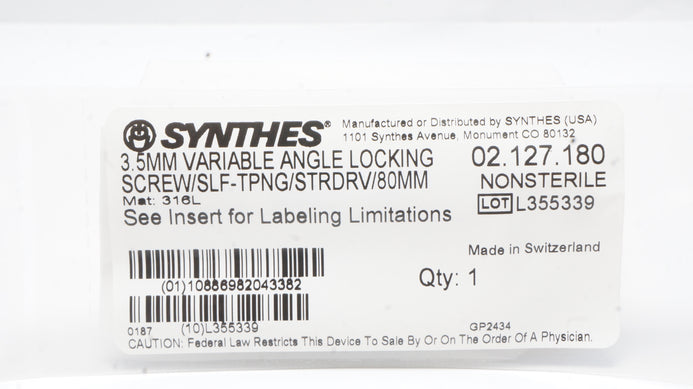 SYNTHES®
Manufactured or Distributed by SYNTHES (USA)
1101 Synthes Avenue, Monument CO 80132
3.5MM VARIABLE ANGLE LOCKING
SCREW/SLF-TPNG/STRDRV/80MM
02.127.180
NONSTERILE
Mat: 316L
LOT L355339
See Insert for Labeling Limitations
Made in Switzerland
Qty: 1
(01)10886982043382
0187
(10)L355339
GP2434
CAUTION: Federal Law Restricts This Device To Sale By Or On The Order Of A Physician.